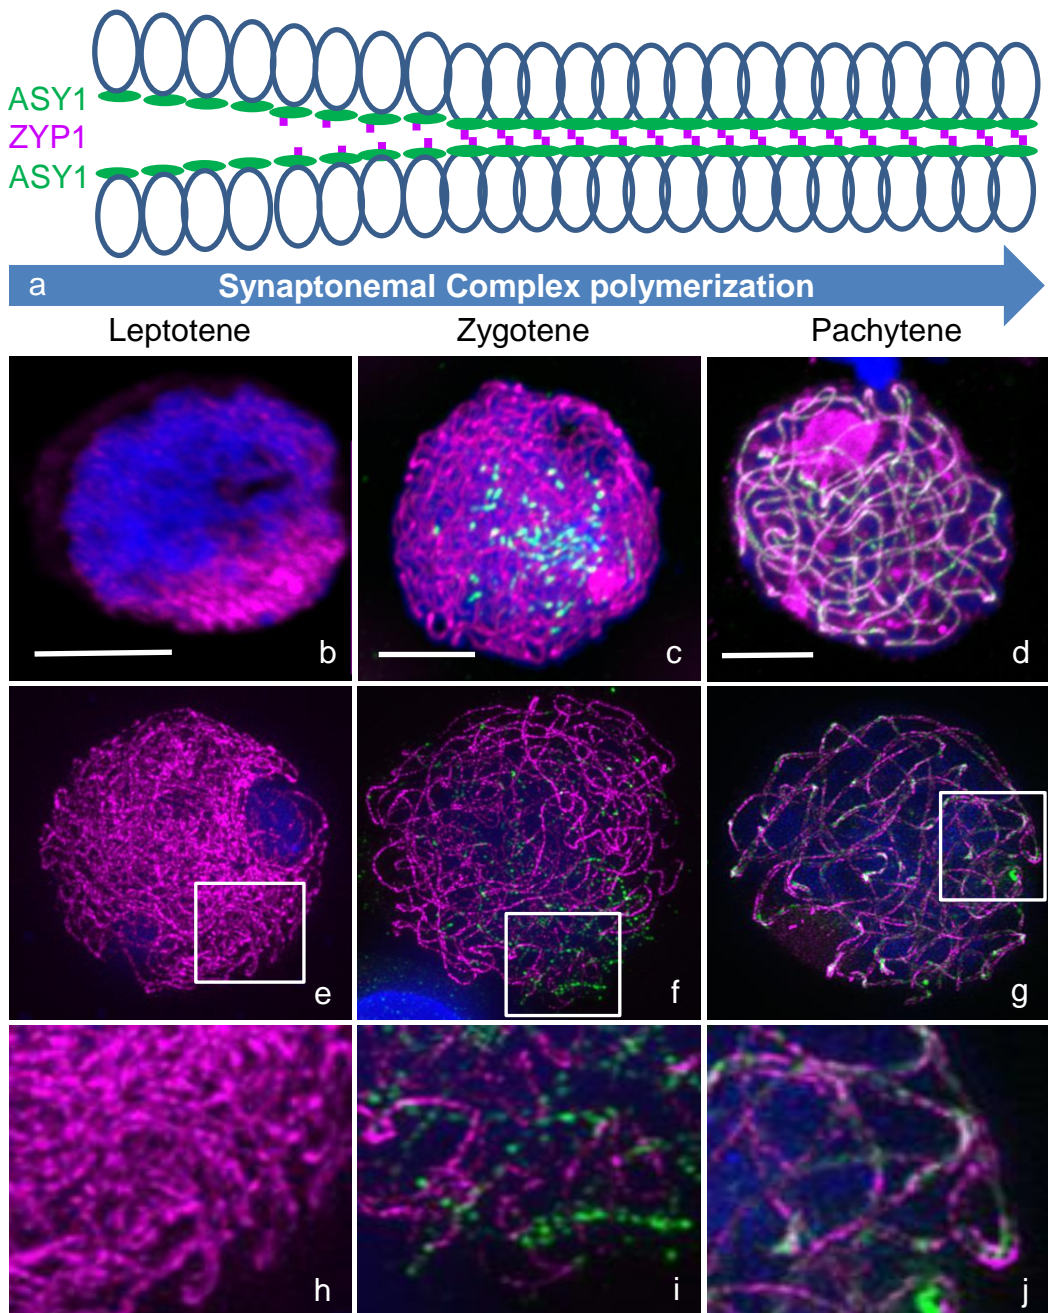 ASY1
ZYP1
ASY1
a Synaptonemal Complex polymerization
Leptotene Zygotene Pachytene
b c d
e f g
h i j